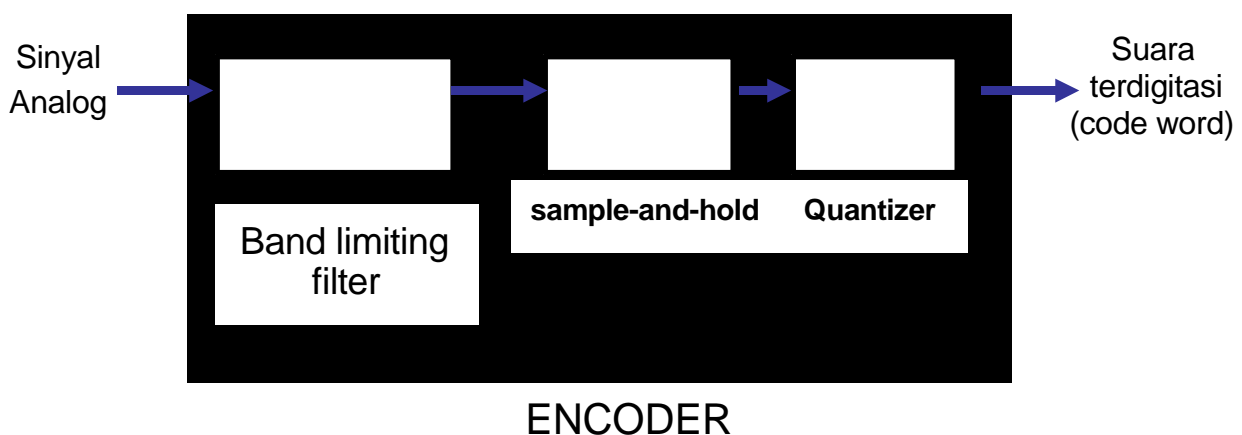 Sinyal
Analog
Suara
terdigitasi
(code word)
sample-and-hold
Quantizer
Band limiting
filter
ENCODER